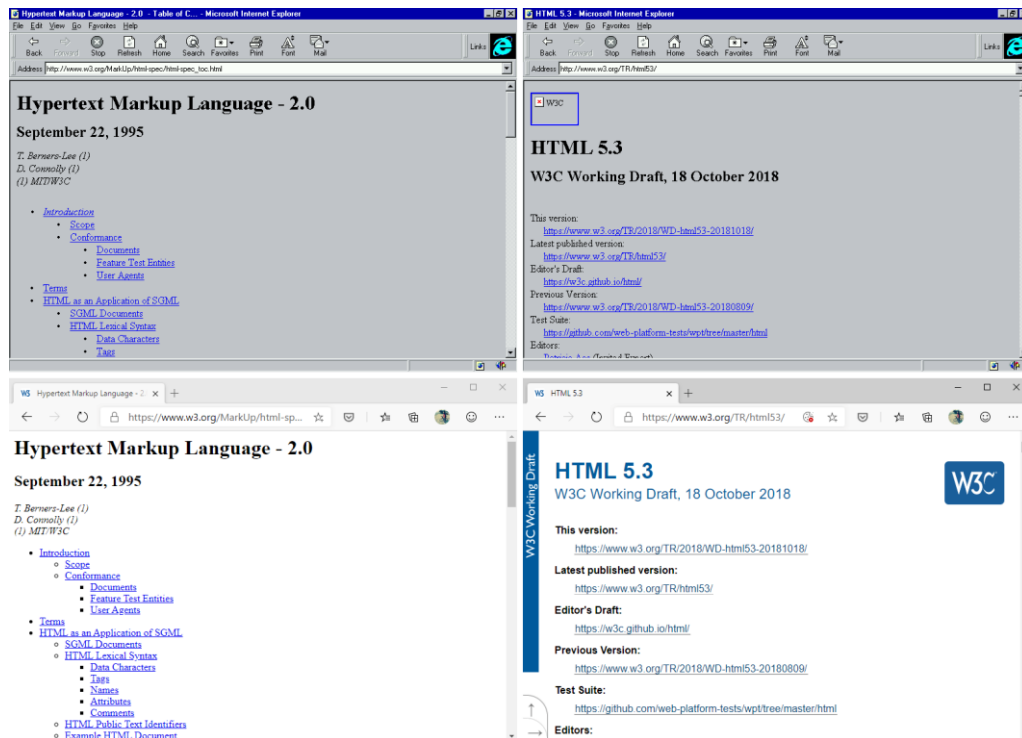 Hypertext Markup Language - 2.0 - Table of C... - Microsoft Internet Explorer
File Edit View Go Favorites Help
Back Forward Stop Refresh Home Search Favorites Print Font Mail
Links
Address http://www.w3.org/MarkUp/html-spec/html-spec_toc.html
Hypertext Markup Language - 2.0
September 22, 1995
T. Berners-Lee (1)
D. Connolly (1)
(1) MIT/W3C
• Introduction
• Scope
• Conformance
• Documents
• Feature Test Entities
• User Agents
• Terms
• HTML as an Application of SGML
• SGML Documents
• HTML Lexical Syntax
• Data Characters
• Tags
HTML 5.3 - Microsoft Internet Explorer
File Edit View Go Favorites Help
Back Forward Stop Refresh Home Search Favorites Print Font Mail
Links
Address http://www.w3.org/TR/html53/
W3C
HTML 5.3
W3C Working Draft, 18 October 2018
This version:
https://www.w3.org/TR/2018/WD-html53-20181018/
Latest published version:
https://www.w3.org/TR/html53/
Editor's Draft:
https://w3c.github.io/html/
Previous Version:
https://www.w3.org/TR/2018/WD-html53-20180809/
Test Suite:
https://github.com/web-platform-tests/wpt/tree/master/html
Editors:
Hypertext Markup Language - 2.
https://www.w3.org/MarkUp/html-sp...
Hypertext Markup Language - 2.0
September 22, 1995
T. Berners-Lee (1)
D. Connolly (1)
(1) MIT/W3C
• Introduction
◦ Scope
◦ Conformance
▪ Documents
▪ Feature Test Entities
▪ User Agents
• Terms
• HTML as an Application of SGML
◦ SGML Documents
◦ HTML Lexical Syntax
▪ Data Characters
▪ Tags
▪ Names
▪ Attributes
▪ Comments
◦ HTML Public Text Identifiers
◦ Example HTML Document
HTML 5.3
https://www.w3.org/TR/html53/
W3C Working Draft
HTML 5.3
W3C Working Draft, 18 October 2018
W3C
This version:
https://www.w3.org/TR/2018/WD-html53-20181018/
Latest published version:
https://www.w3.org/TR/html53/
Editor's Draft:
https://w3c.github.io/html/
Previous Version:
https://www.w3.org/TR/2018/WD-html53-20180809/
Test Suite:
https://github.com/web-platform-tests/wpt/tree/master/html
Editors: